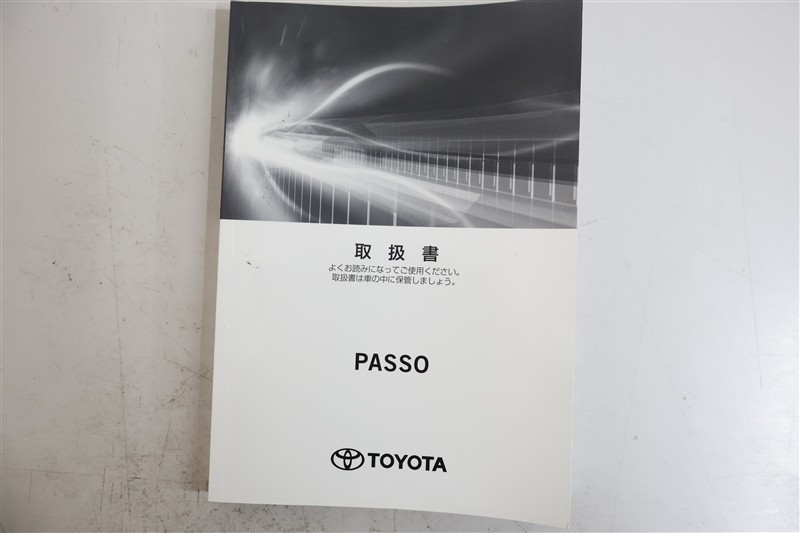 取扱書
よくお読みになってご使用ください。
取扱書は車の中に保管しましょう。
PASSO
TOYOTA